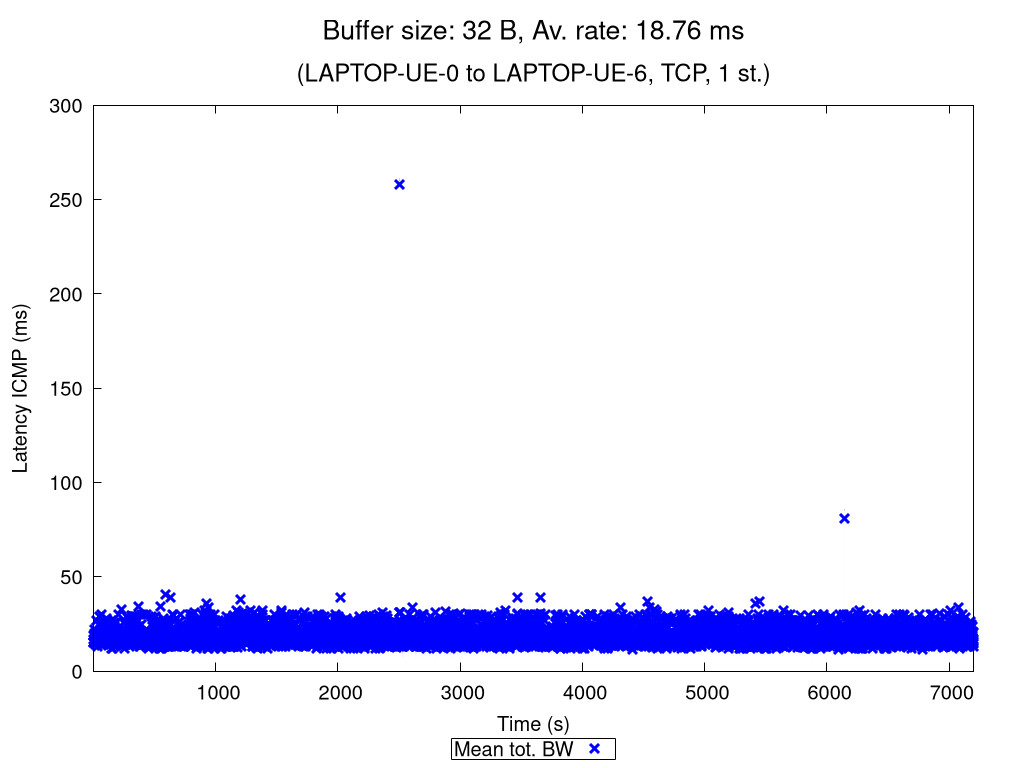 Buffer size: 32 B, Av. rate: 18.76 ms
(LAPTOP-UE-0 to LAPTOP-UE-6, TCP, 1 st.)
300
250
200
150
100
50
0
Latency ICMP (ms)
1000 2000 3000 4000 5000 6000 7000
Time (s)
Mean tot. BW